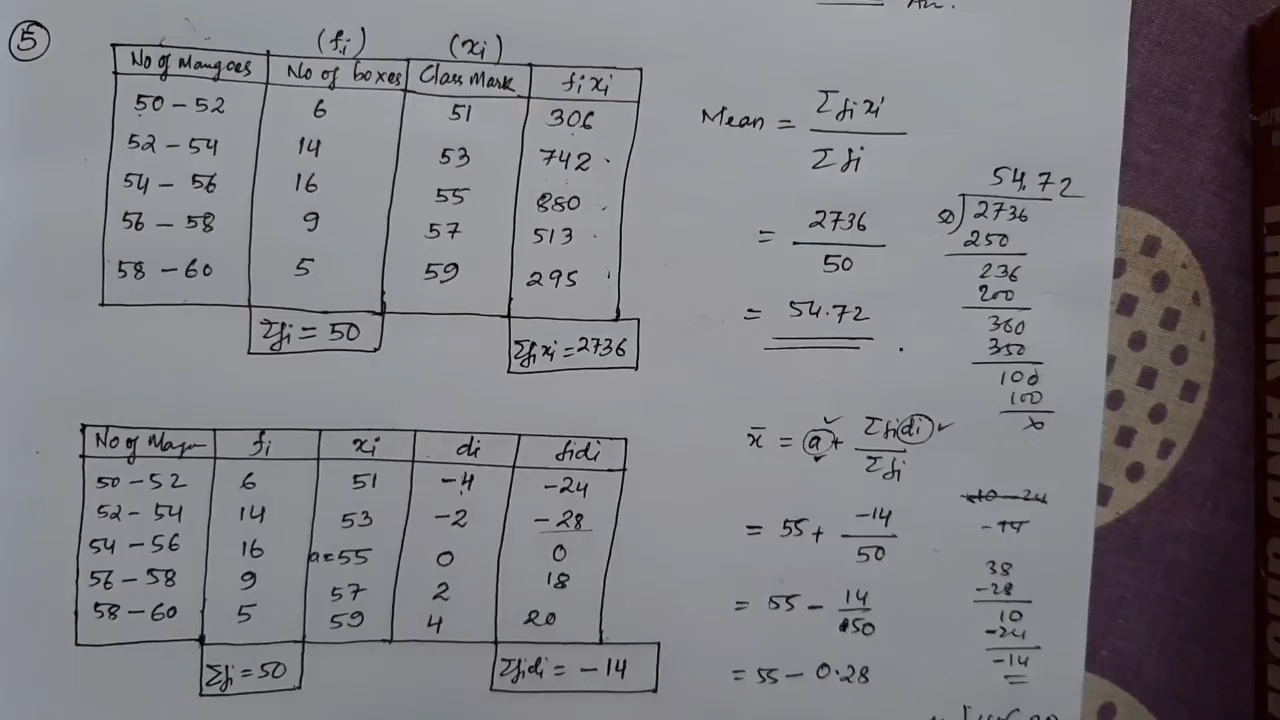 An.
5
(fi) (xi)
No of Mangoes No of boxes Class Mark fixi
50 – 52 6 51 306
52 – 54 14 53 742
54 – 56 16 55 880
56 – 58 9 57 513
58 – 60 5 59 295
Σfi = 50 Σfixi = 2736
Mean = Σfixi / Σfi
= 2736 / 50
= 54.72
54.72
50) 2736
250
236
200
360
350
100
100
x
No of Man fi xi di fidi
50 – 52 6 51 –4 –24
52 – 54 14 53 –2 –28
54 – 56 16 a=55 0 0
56 – 58 9 57 2 18
58 – 60 5 59 4 20
Σfi = 50 Σfidi = –14
x̄ = a + Σfidi / Σfi
= 55 + –14 / 50
= 55 – 14 / 50
= 55 – 0.28
-14
38
-28
10
-24
-14